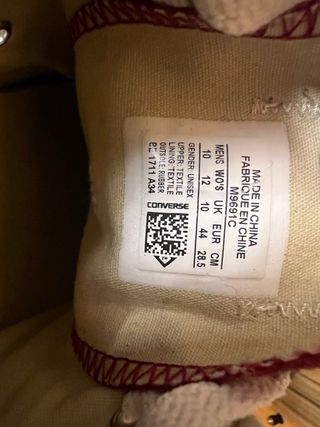 MADE IN CHINA
FABRIQUE EN CHINE
M9691C
MENS WO'S UK EUR CM
10 12 10 44 28.5
GENDER: UNISEX
UPPER: TEXTILE
LINING: TEXTILE
OUTSOLE: RUBBER
1711 A34
CONVERSE